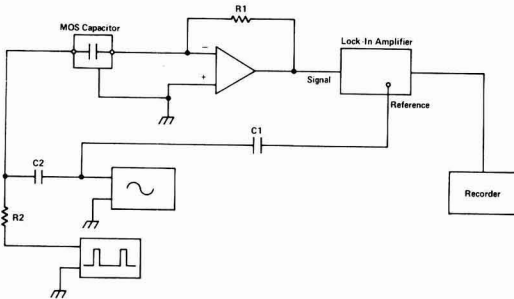 R1
MOS Capacitor
Lock-In Amplifier
−
+
Signal
Reference
C1
C2
Recorder
R2